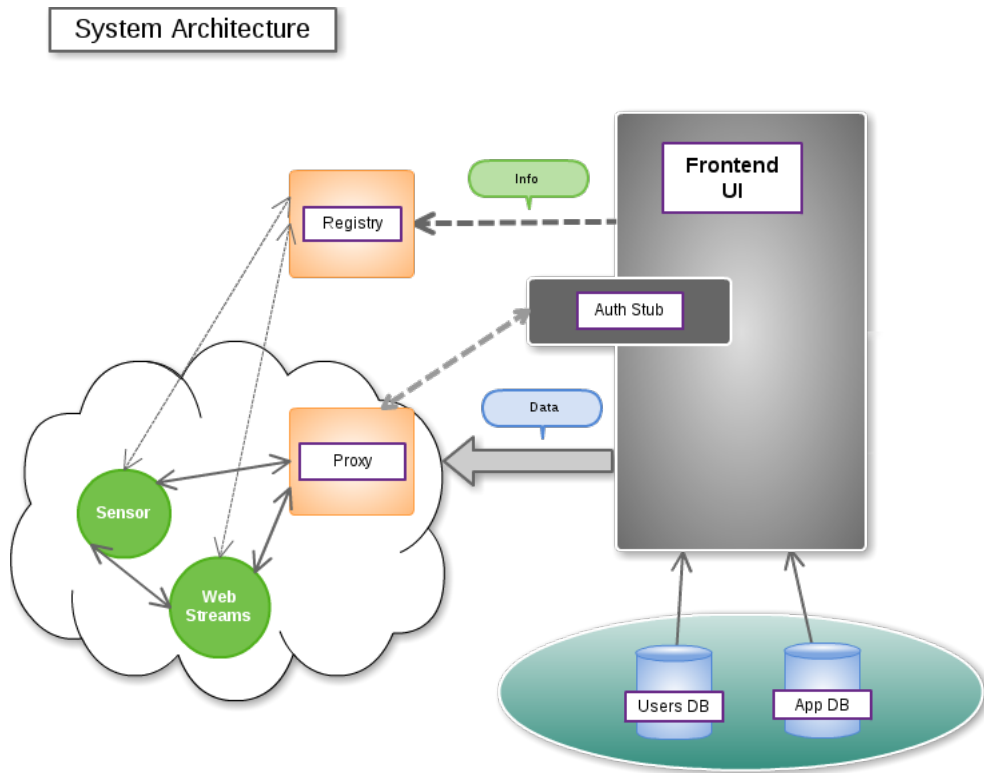 System Architecture
Frontend
UI
Info
Registry
Auth Stub
Data
Proxy
Sensor
Web
Streams
Users DB
App DB